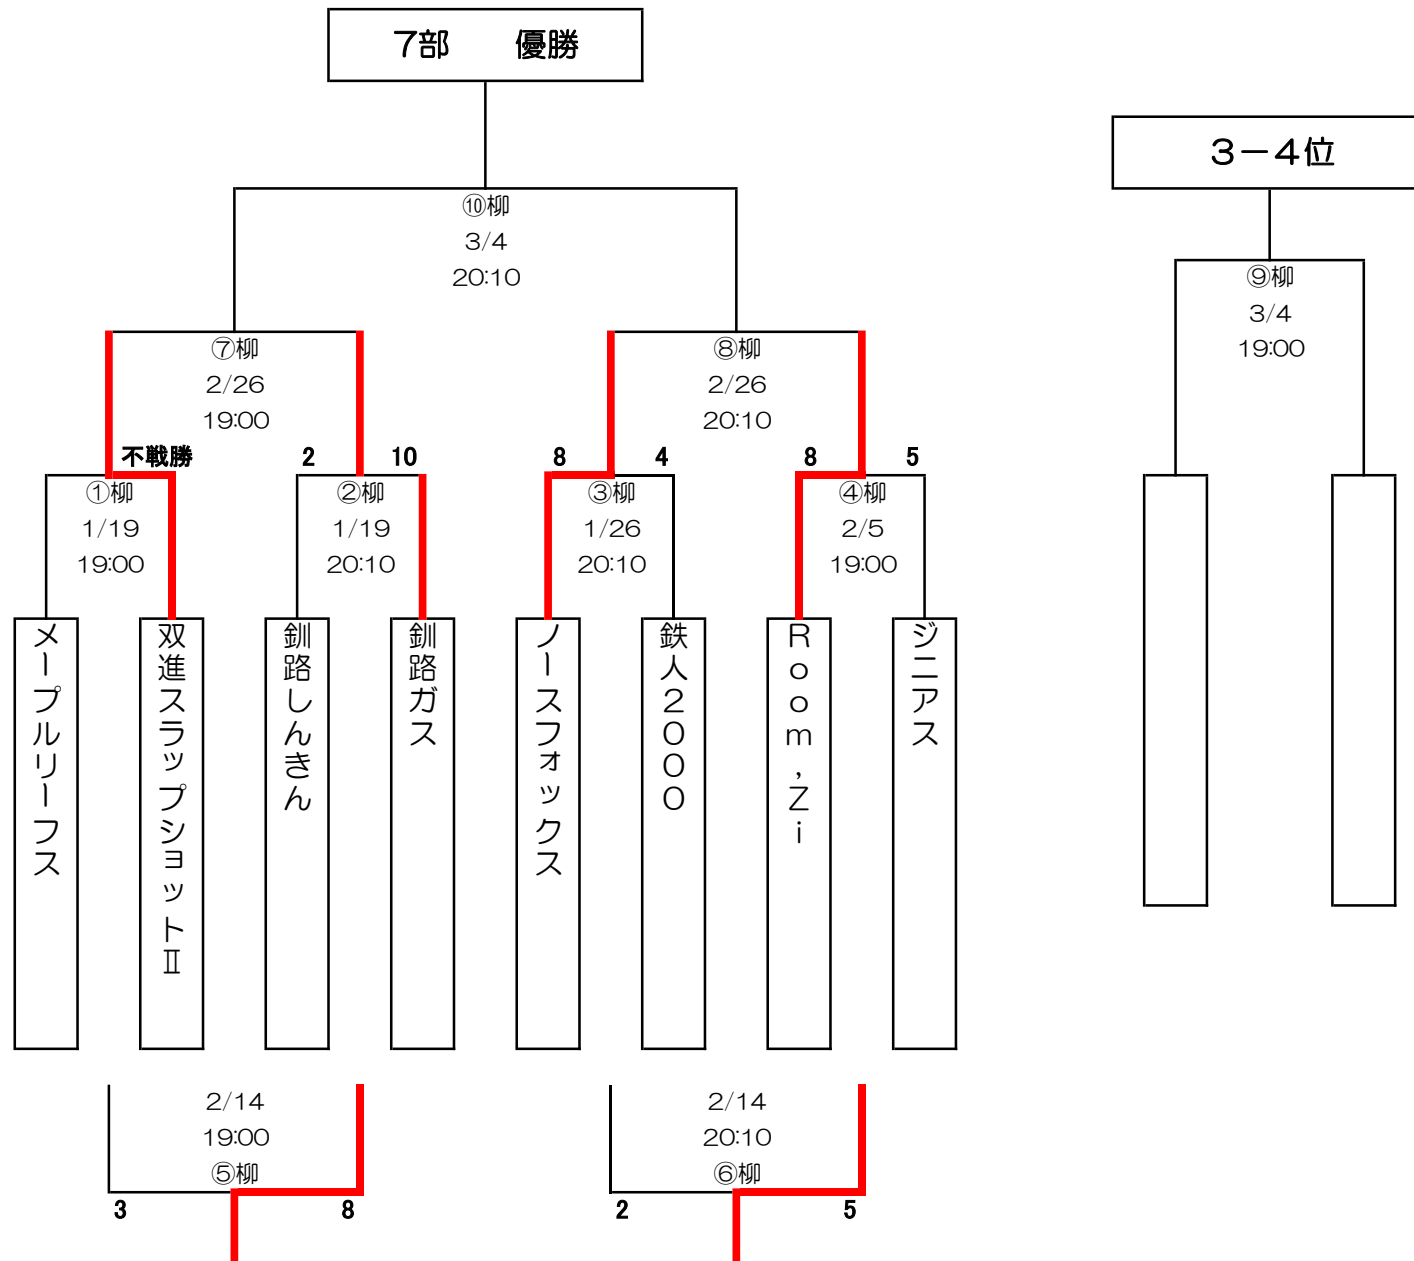 7部　優勝
3－4位
⑩柳
3/4
20:10
⑨柳
3/4
19:00
⑦柳
2/26
19:00
⑧柳
2/26
20:10
不戦勝
2
10
8
4
8
5
①柳
1/19
19:00
②柳
1/19
20:10
③柳
1/26
20:10
④柳
2/5
19:00
メープルリーフス
双進スラップショットⅡ
釧路しんきん
釧路ガス
ノースフォックス
鉄人2000
Room,Zi
ジニアス
2/14
19:00
⑤柳
3
8
2/14
20:10
⑥柳
2
5